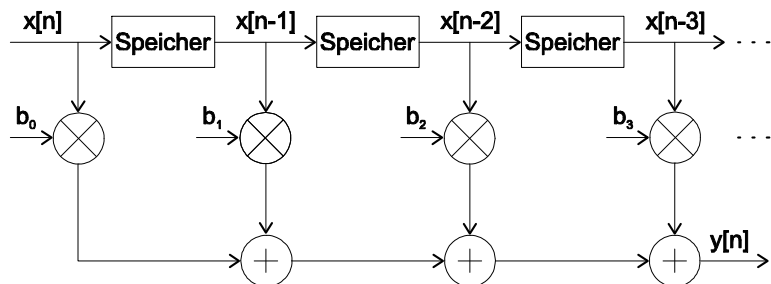 x[n] Speicher x[n-1] Speicher x[n-2] Speicher x[n-3]
b₀ b₁ b₂ b₃
y[n]